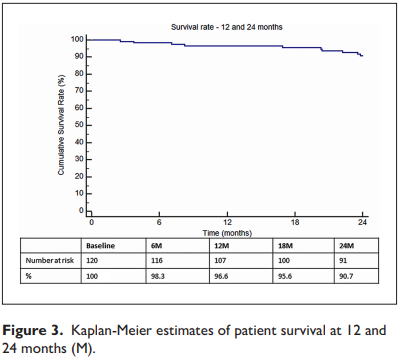 Survival rate - 12 and 24 months
Cumulative Survival Rate (%)
100
90
80
70
60
50
40
30
20
10
0
0 6 12 18 24
Time (months)
Baseline 6M 12M 18M 24M
Number at risk 120 116 107 100 91
% 100 98.3 96.6 95.6 90.7
Figure 3. Kaplan-Meier estimates of patient survival at 12 and
24 months (M).